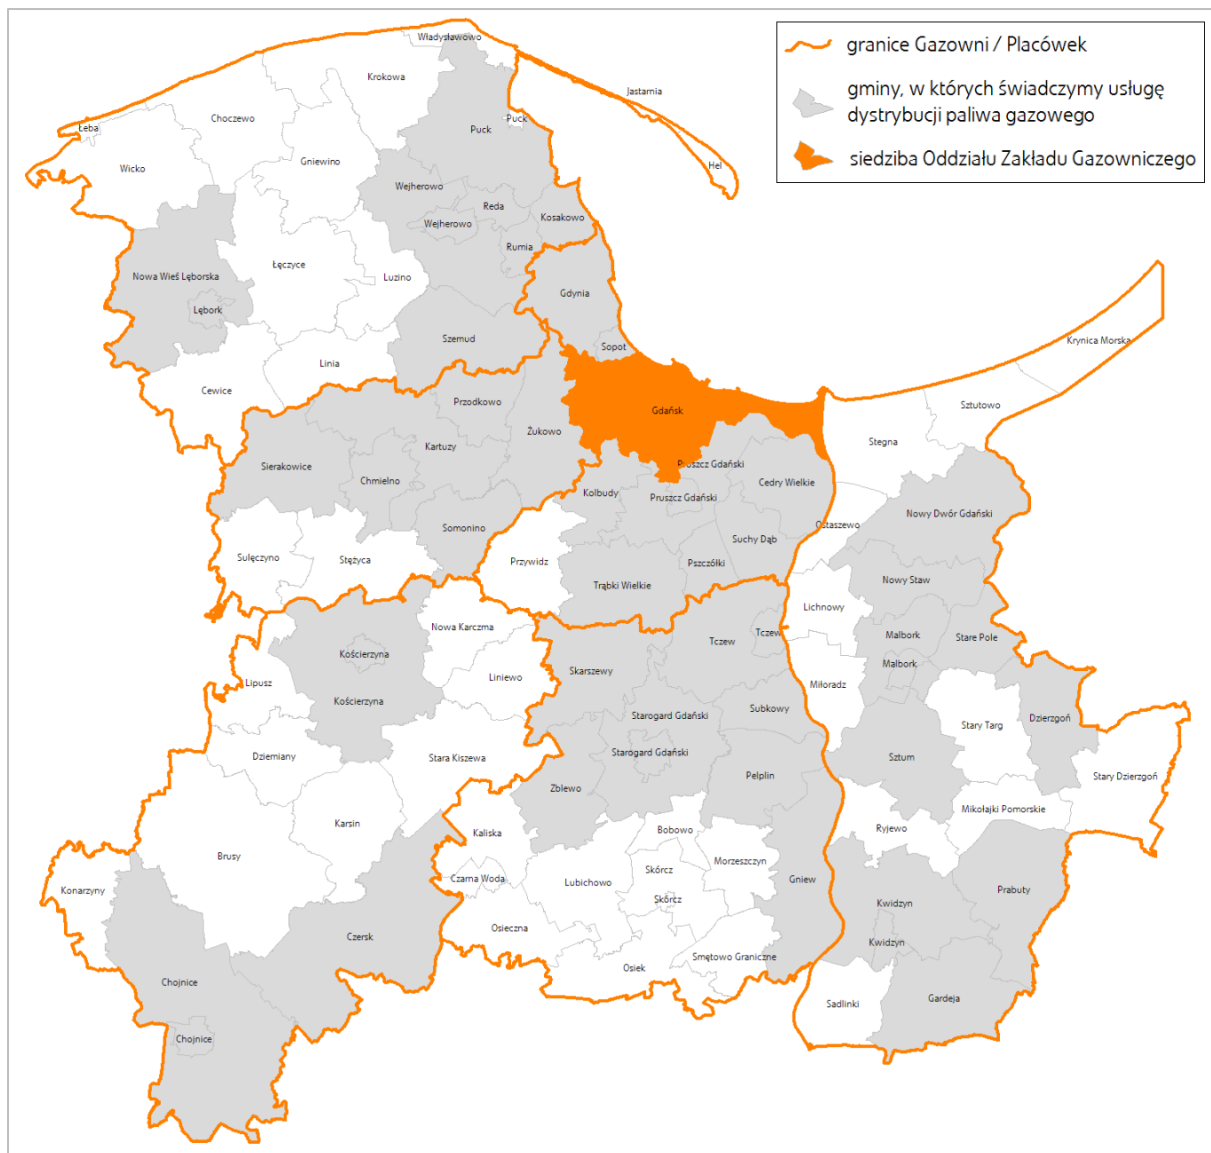 granice Gazowni / Placówek
gminy, w których świadczymy usługę
dystrybucji paliwa gazowego
siedziba Oddziału Zakładu Gazowniczego
Władysławowo
Krokowa
Jastarnia
Choczewo
Łeba
Puck
Puck
Gniewino
Wicko
Hel
Wejherowo
Reda
Kosakowo
Wejherowo
Rumia
Łęczyce
Luzino
Nowa Wieś Lęborska
Gdynia
Lębork
Szemud
Sopot
Krynica Morska
Linia
Cewice
Przodkowo
Sztutowo
Gdańsk
Żukowo
Stegna
Kartuzy
Sierakowice
Pruszcz Gdański
Chmielno
Cedry Wielkie
Kolbudy
Pruszcz Gdański
Nowy Dwór Gdański
Somonino
Ostaszewo
Suchy Dąb
Sulęczyno
Stężyca
Przywidz
Pszczółki
Trąbki Wielkie
Nowy Staw
Lichnowy
Nowa Karczma
Tczew
Tczew
Malbork
Stare Pole
Kościerzyna
Malbork
Skarszewy
Lipusz
Liniewo
Miłoradz
Kościerzyna
Subkowy
Starogard Gdański
Stary Targ
Dzierzgoń
Dziemiany
Stara Kiszewa
Starogard Gdański
Sztum
Pelplin
Stary Dzierzgoń
Zblewo
Mikołajki Pomorskie
Karsin
Kaliska
Bobowo
Ryjewo
Brusy
Morzeszczyn
Skórcz
Konarzyny
Czarna Woda
Lubichowo
Gniew
Prabuty
Skórcz
Kwidzyn
Osieczna
Czersk
Kwidzyn
Smętowo Graniczne
Osiek
Chojnice
Sadlinki
Gardeja
Chojnice